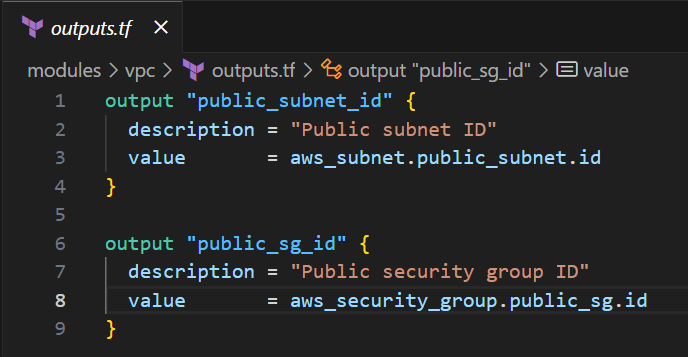 outputs.tf
modules > vpc > outputs.tf > output "public_sg_id" > value
1 output "public_subnet_id" {
2   description = "Public subnet ID"
3   value       = aws_subnet.public_subnet.id
4 }
5
6 output "public_sg_id" {
7   description = "Public security group ID"
8   value       = aws_security_group.public_sg.id
9 }